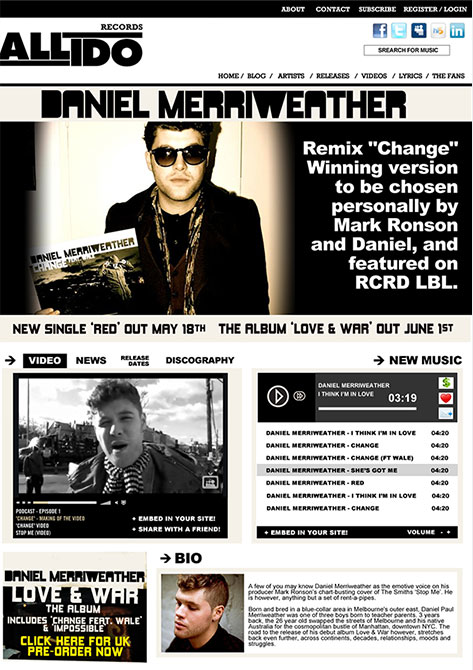 ABOUT CONTACT SUBSCRIBE REGISTER / LOGIN
RECORDS
ALLIDO
SREARCH FOR MUSIC
HOME / BLOG / ARTISTS / RELEASES / VIDEOS / LYRICS / THE FANS
DANIEL MERRIWEATHER
Remix "Change"
Winning version
to be chosen
personally by
Mark Ronson
and Daniel, and
featured on
RCRD LBL.
DANIEL MERRIWEATHER
CHANGE
NEW SINGLE 'RED' OUT MAY 18TH THE ALBUM 'LOVE & WAR' OUT JUNE 1ST
VIDEO NEWS RELEASE DATES DISCOGRAPHY
NEW MUSIC
PODCAST - EPISODE 1
'CHANGE' - MAKING OF THE VIDEO
'CHANGE' VIDEO
STOP ME (VIDEO)
+ EMBED IN YOUR SITE!
+ SHARE WITH A FRIEND!
DANIEL MERRIWEATHER
I THINK I'M IN LOVE
03:19
DANIEL MERRIWEATHER - I THINK I'M IN LOVE 04:20
DANIEL MERRIWEATHER - CHANGE 04:20
DANIEL MERRIWEATHER - CHANGE (FT WALE) 04:20
DANIEL MERRIWEATHER - SHE'S GOT ME 04:20
DANIEL MERRIWEATHER - RED 04:20
DANIEL MERRIWEATHER - I THINK I'M IN LOVE 04:20
DANIEL MERRIWEATHER - CHANGE 04:20
+ EMBED IN YOUR SITE! VOLUME - +
DANIEL MERRIWEATHER
LOVE & WAR
THE ALBUM
INCLUDES 'CHANGE FEAT. WALE'
& 'IMPOSSIBLE
CLICK HERE FOR UK
PRE-ORDER NOW
BIO
A few of you may know Daniel Merriweather as the emotive voice on his
producer Mark Ronson's chart-busting cover of The Smiths 'Stop Me'. He
is however, anything but a set of rent-a-pipes.
Born and bred in a blue-collar area in Melbourne's outer east, Daniel Paul
Merriweather was one of three boys born to teacher parents. 3 years
back, the 26 year old swapped the streets of Melbourne and his native
Australia for the cosmopolitan bustle of Manhattan, downtown NYC. The
road to the release of his debut album Love & War however, stretches
back even further, across continents, decades, relationships, moods and
struggles.